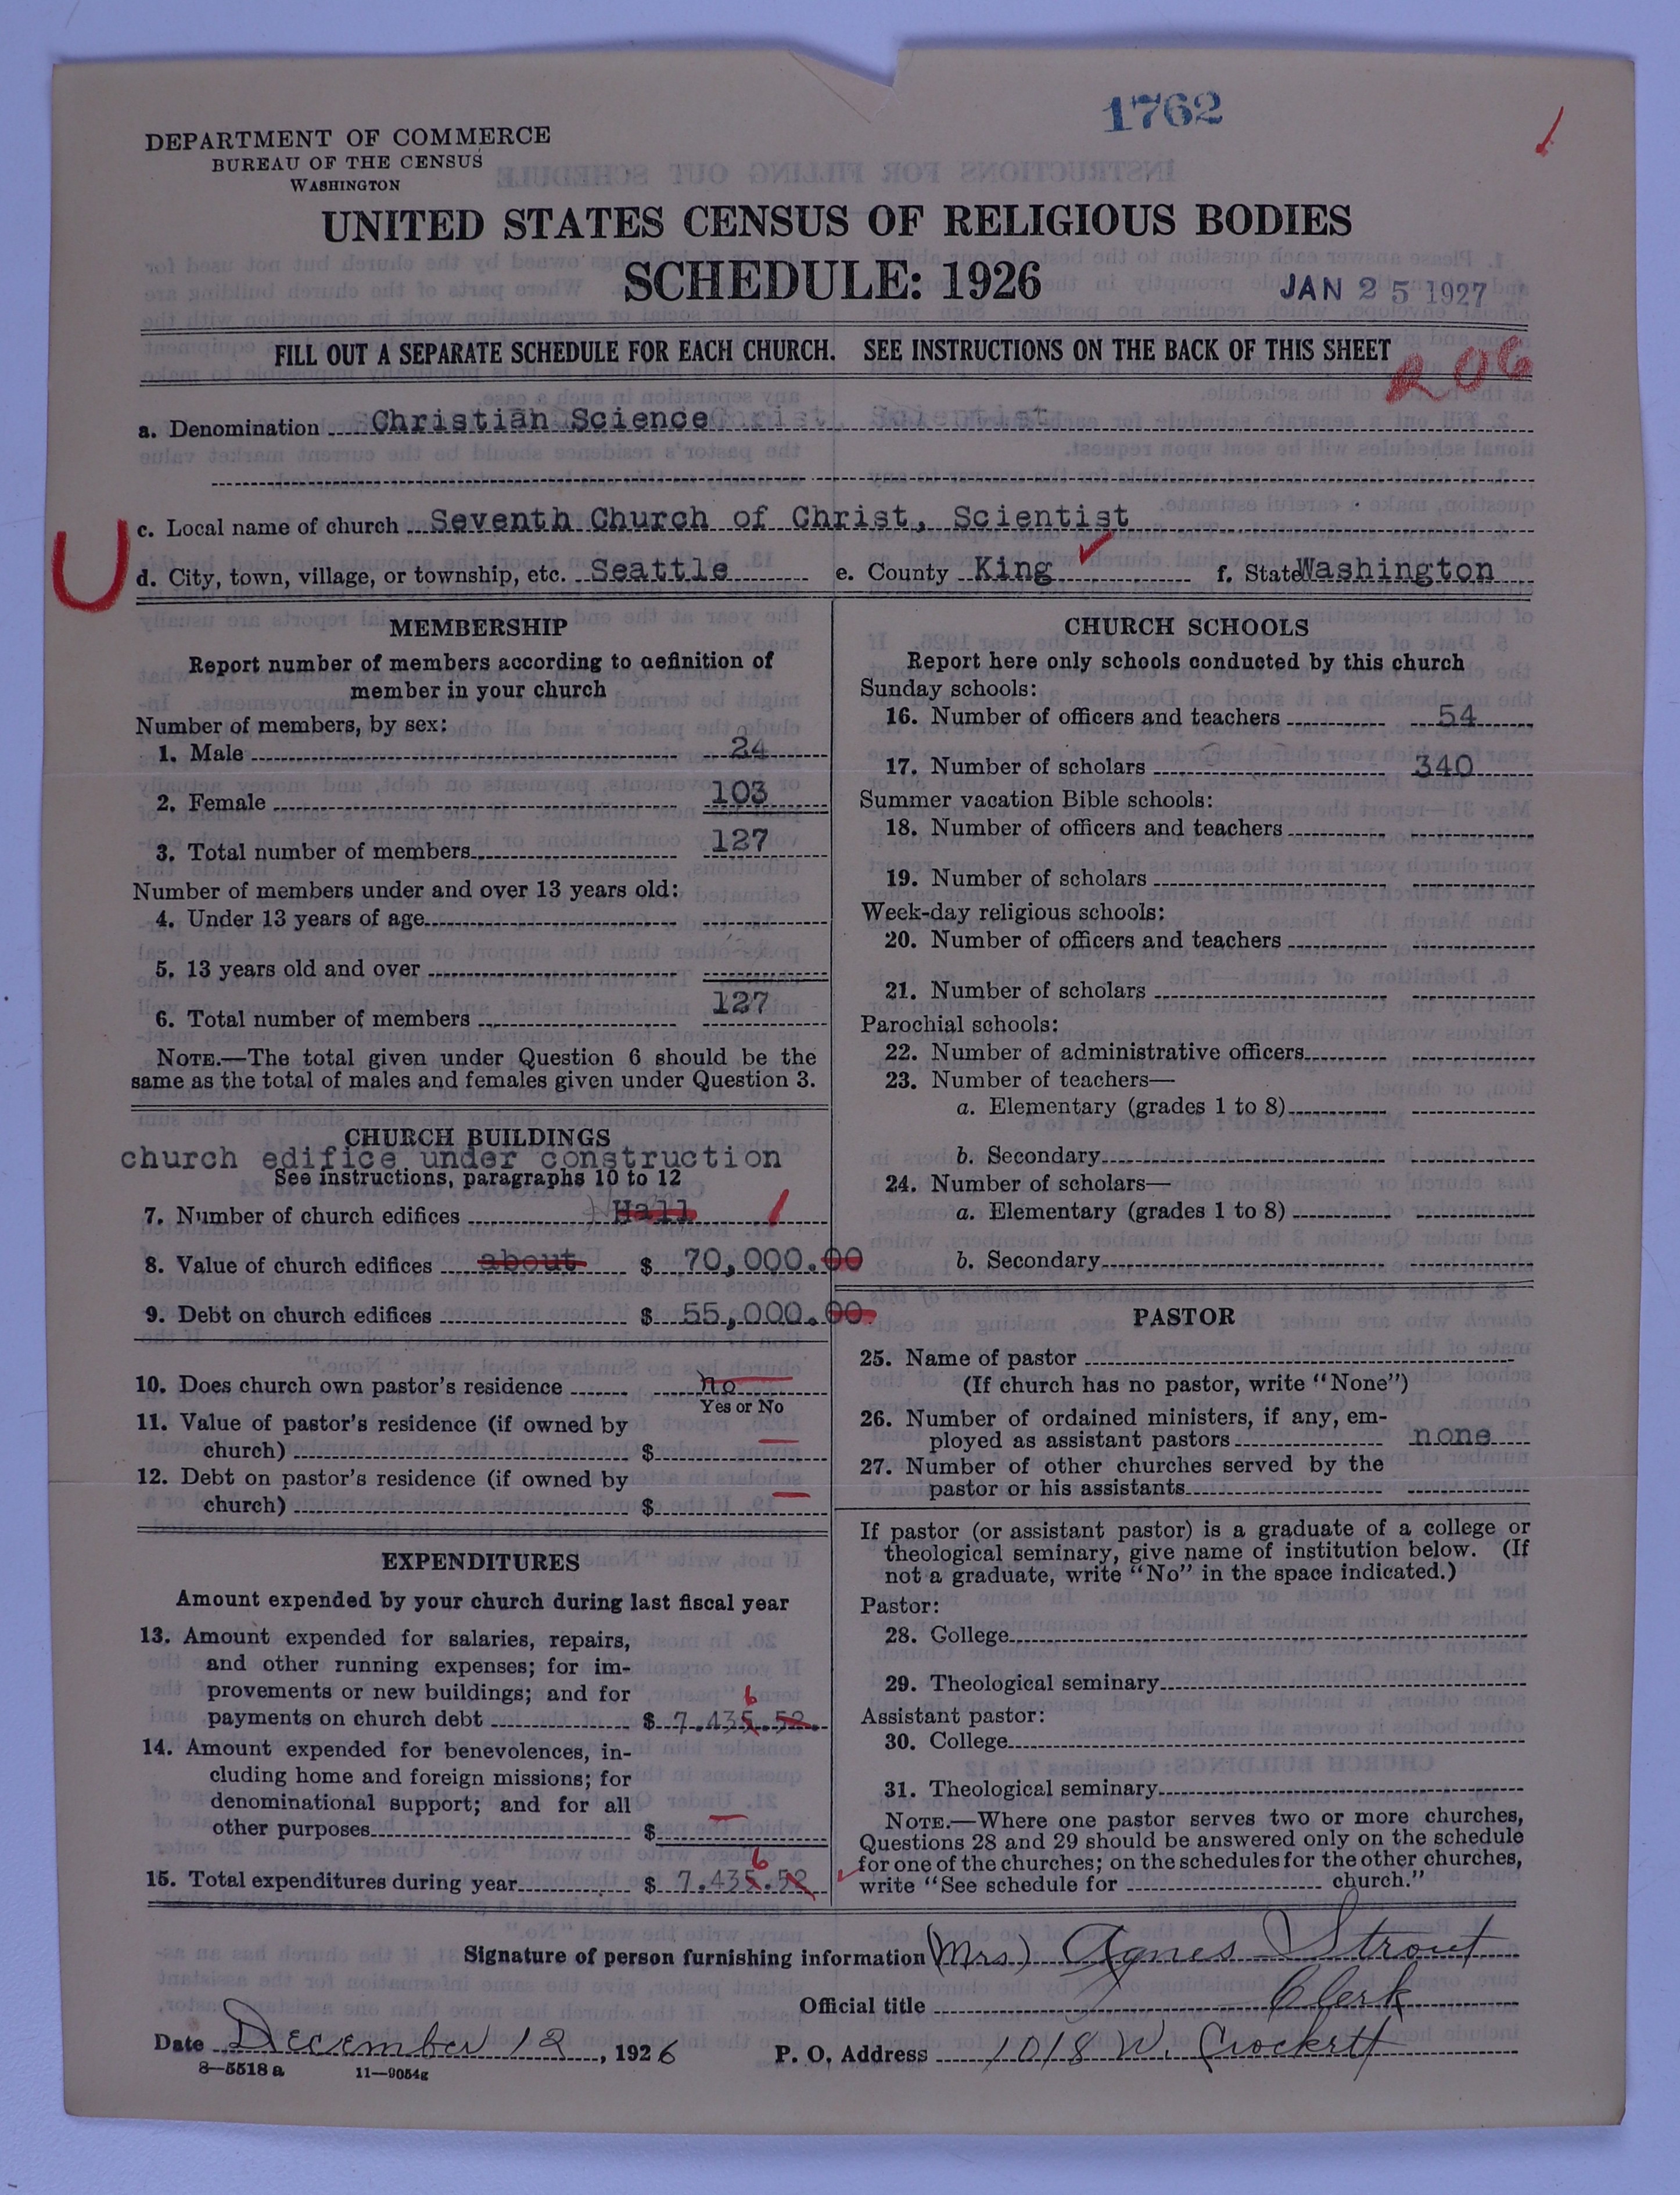 1762
DEPARTMENT OF COMMERCE
BUREAU OF THE CENSUS
WASHINGTON
UNITED STATES CENSUS OF RELIGIOUS BODIES
SCHEDULE: 1926
JAN 25 1927
FILL OUT A SEPARATE SCHEDULE FOR EACH CHURCH. SEE INSTRUCTIONS ON THE BACK OF THIS SHEET
206
a. Denomination Christian Science
c. Local name of church Seventh Church of Christ, Scientist
U
d. City, town, village, or township, etc. Seattle e. County King f. State Washington
MEMBERSHIP
Report number of members according to definition of
member in your church
Number of members, by sex:
1. Male 24
2. Female 103
3. Total number of members 127
Number of members under and over 13 years old:
4. Under 13 years of age
5. 13 years old and over
6. Total number of members 127
NOTE.—The total given under Question 6 should be the
same as the total of males and females given under Question 3.
CHURCH BUILDINGS
church edifice under construction
See instructions, paragraphs 10 to 12
7. Number of church edifices Hall 1
8. Value of church edifices about $ 70,000.00
9. Debt on church edifices $ 55,000.00
10. Does church own pastor's residence no
Yes or No
11. Value of pastor's residence (if owned by
church) $ —
12. Debt on pastor's residence (if owned by
church) $ —
EXPENDITURES
Amount expended by your church during last fiscal year
13. Amount expended for salaries, repairs,
and other running expenses; for im-
provements or new buildings; and for
6
payments on church debt $ 7.435.52
14. Amount expended for benevolences, in-
cluding home and foreign missions; for
denominational support; and for all
other purposes $ —
6
15. Total expenditures during year $ 7.435.52
CHURCH SCHOOLS
Report here only schools conducted by this church
Sunday schools:
16. Number of officers and teachers 54
17. Number of scholars 340
Summer vacation Bible schools:
18. Number of officers and teachers
19. Number of scholars
Week-day religious schools:
20. Number of officers and teachers
21. Number of scholars
Parochial schools:
22. Number of administrative officers
23. Number of teachers—
a. Elementary (grades 1 to 8)
b. Secondary
24. Number of scholars—
a. Elementary (grades 1 to 8)
b. Secondary
PASTOR
25. Name of pastor
(If church has no pastor, write "None")
26. Number of ordained ministers, if any, em-
ployed as assistant pastors none
27. Number of other churches served by the
pastor or his assistants
If pastor (or assistant pastor) is a graduate of a college or
theological seminary, give name of institution below. (If
not a graduate, write "No" in the space indicated.)
Pastor:
28. College
29. Theological seminary
Assistant pastor:
30. College
31. Theological seminary
NOTE.—Where one pastor serves two or more churches,
Questions 28 and 29 should be answered only on the schedule
for one of the churches; on the schedules for the other churches,
write "See schedule for church."
Signature of person furnishing information (Mrs) Agnes Strout
Official title Clerk
Date December 12, 1926 P. O. Address 1018 W. Crockett
8—5518 a 11—9054g